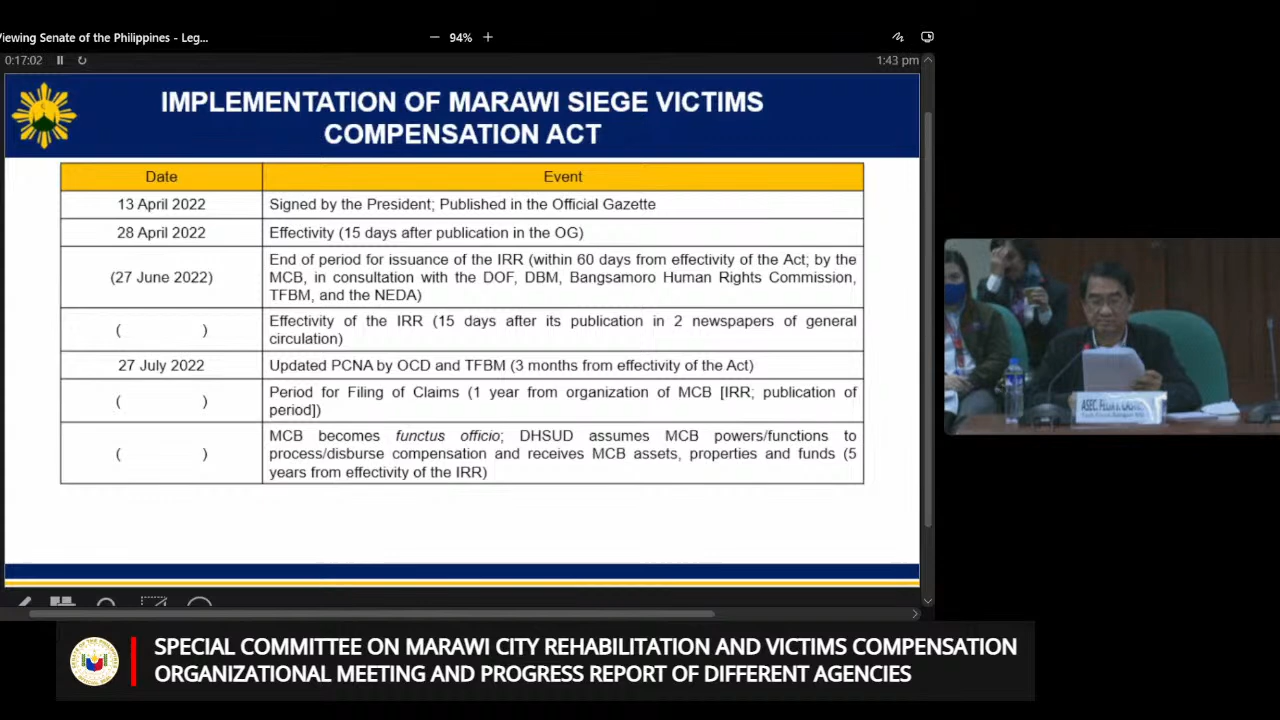 Viewing Senate of the Philippines - Leg...
94%
0:17:02
1:43 pm
IMPLEMENTATION OF MARAWI SIEGE VICTIMS
COMPENSATION ACT
Date Event
13 April 2022 Signed by the President; Published in the Official Gazette
28 April 2022 Effectivity (15 days after publication in the OG)
(27 June 2022) End of period for issuance of the IRR (within 60 days from effectivity of the Act; by the
MCB, in consultation with the DOF, DBM, Bangsamoro Human Rights Commission,
TFBM, and the NEDA)
( ) Effectivity of the IRR (15 days after its publication in 2 newspapers of general
circulation)
27 July 2022 Updated PCNA by OCD and TFBM (3 months from effectivity of the Act)
( ) Period for Filing of Claims (1 year from organization of MCB [IRR; publication of
period])
( ) MCB becomes functus officio; DHSUD assumes MCB powers/functions to
process/disburse compensation and receives MCB assets, properties and funds (5
years from effectivity of the IRR)
ASEC. FELIX
SPECIAL COMMITTEE ON MARAWI CITY REHABILITATION AND VICTIMS COMPENSATION
ORGANIZATIONAL MEETING AND PROGRESS REPORT OF DIFFERENT AGENCIES